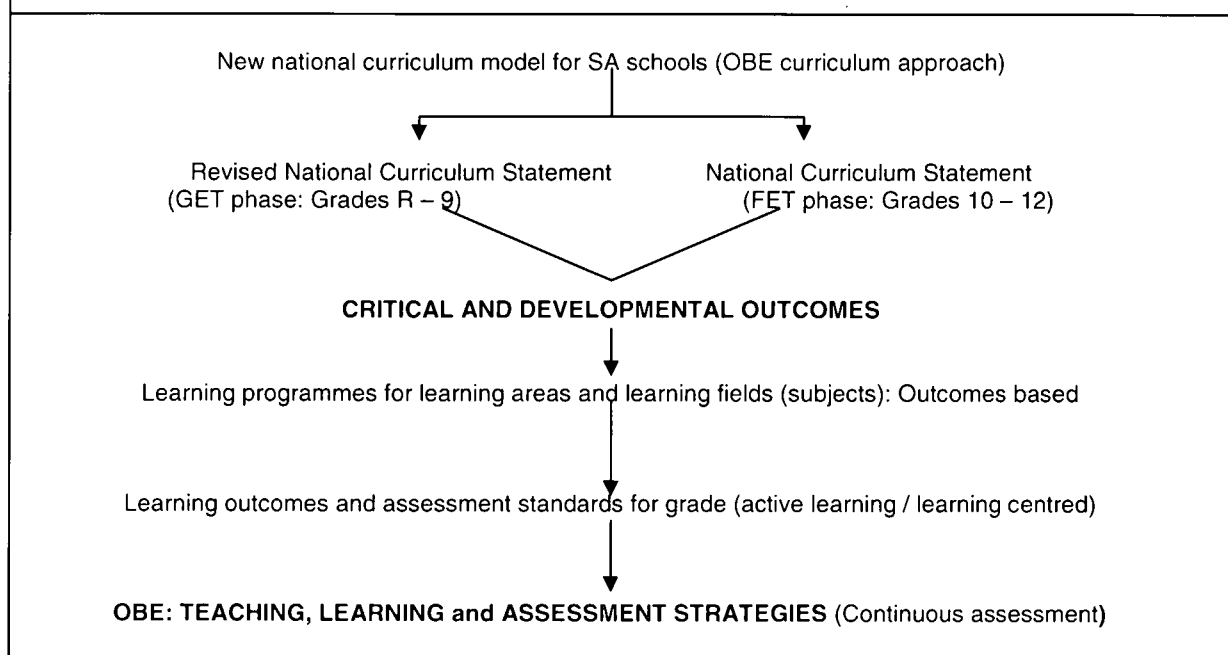 New national curriculum model for SA schools (OBE curriculum approach)
Revised National Curriculum Statement
(GET phase: Grades R – 9)
National Curriculum Statement
(FET phase: Grades 10 – 12)
CRITICAL AND DEVELOPMENTAL OUTCOMES
Learning programmes for learning areas and learning fields (subjects): Outcomes based
Learning outcomes and assessment standards for grade (active learning / learning centred)
OBE: TEACHING, LEARNING and ASSESSMENT STRATEGIES (Continuous assessment)